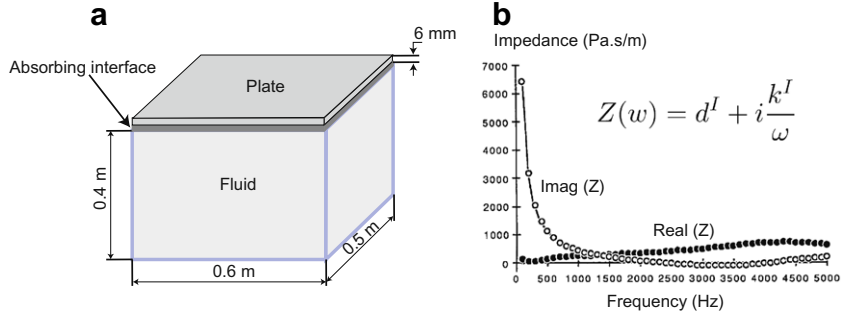 a
6 mm
Absorbing interface
Plate
Fluid
0.4 m
0.5 m
0.6 m
b
Impedance (Pa.s/m)
7000
6000
5000
4000
3000
2000
1000
0
Z(w) = d^I + i k^I/ω
Imag (Z)
Real (Z)
0 500 1000 1500 2000 2500 3000 3500 4000 4500 5000
Frequency (Hz)